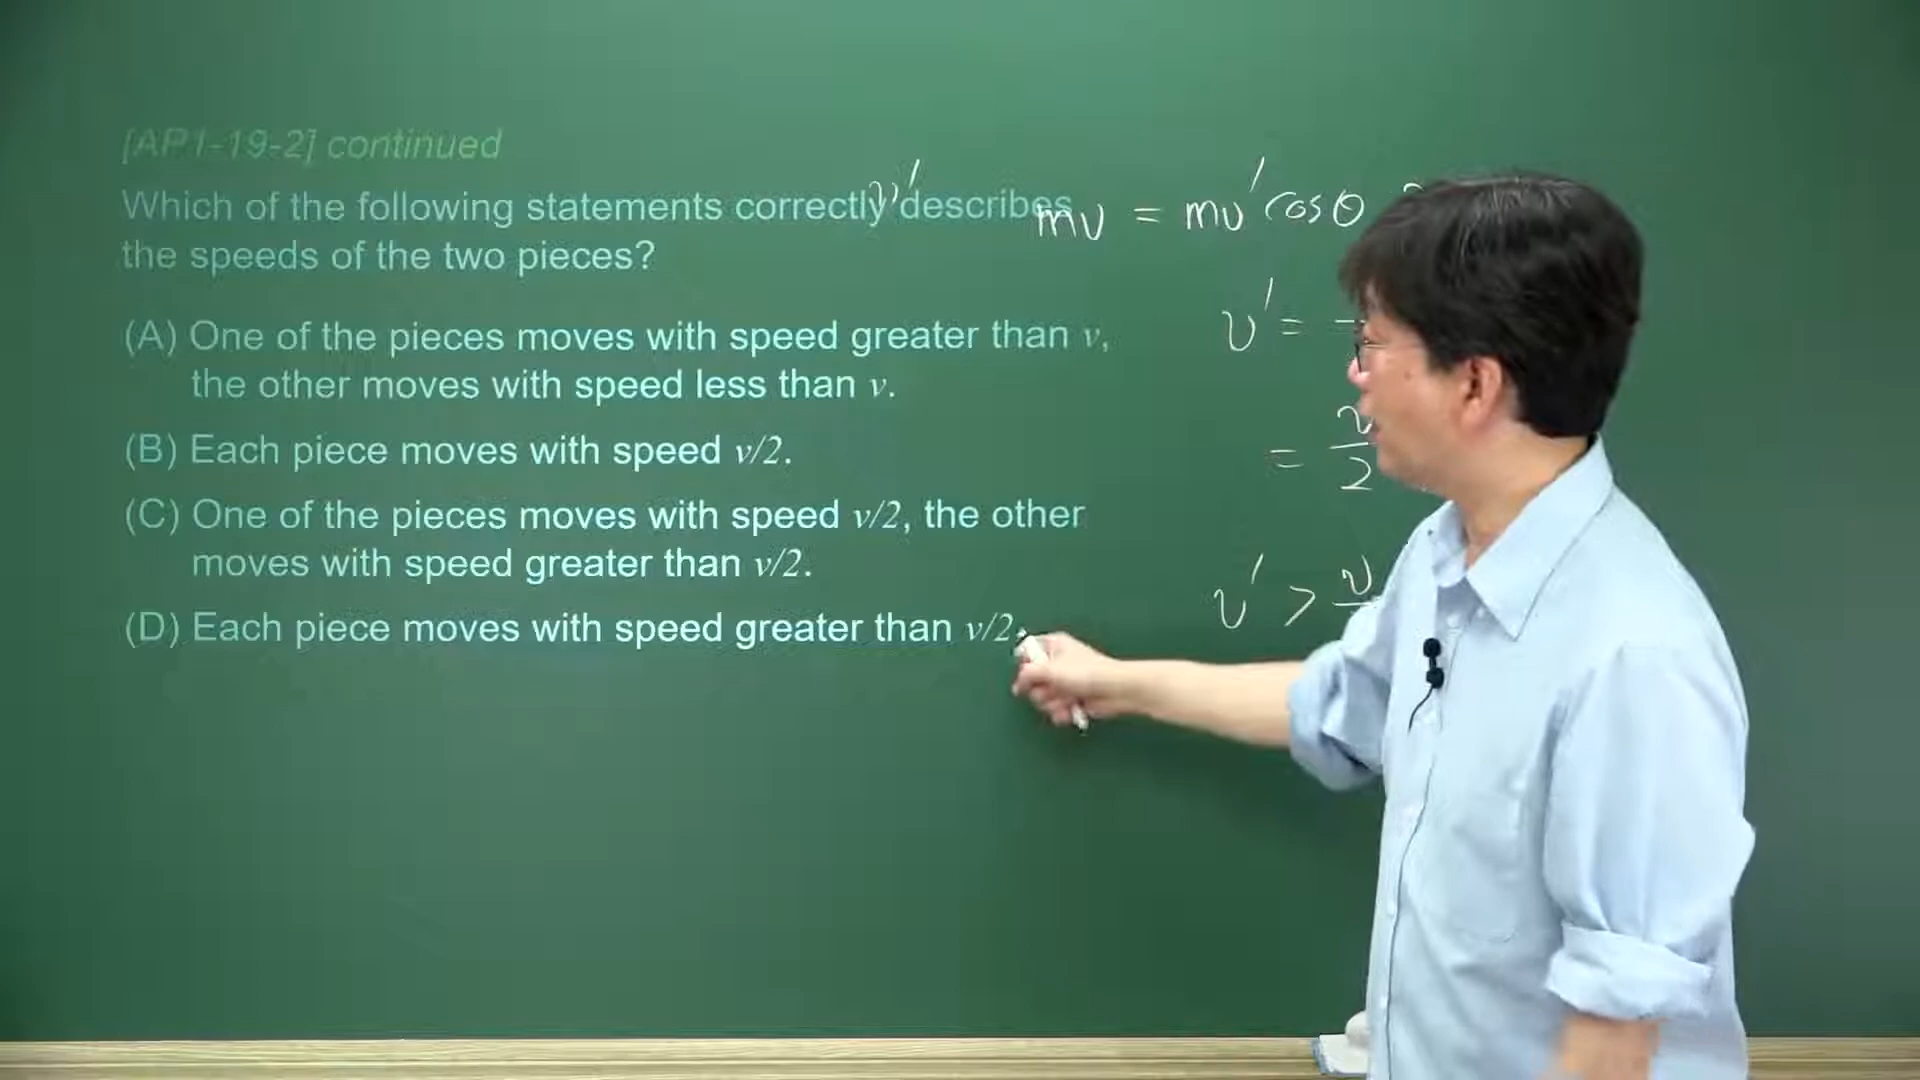 [AP1-19-2] continued
Which of the following statements correctly describes
the speeds of the two pieces?
(A) One of the pieces moves with speed greater than v,
the other moves with speed less than v.
(B) Each piece moves with speed v/2.
(C) One of the pieces moves with speed v/2, the other
moves with speed greater than v/2.
(D) Each piece moves with speed greater than v/2.
v'
mv = mv' cosθ
v' =
= v/2
v' > v